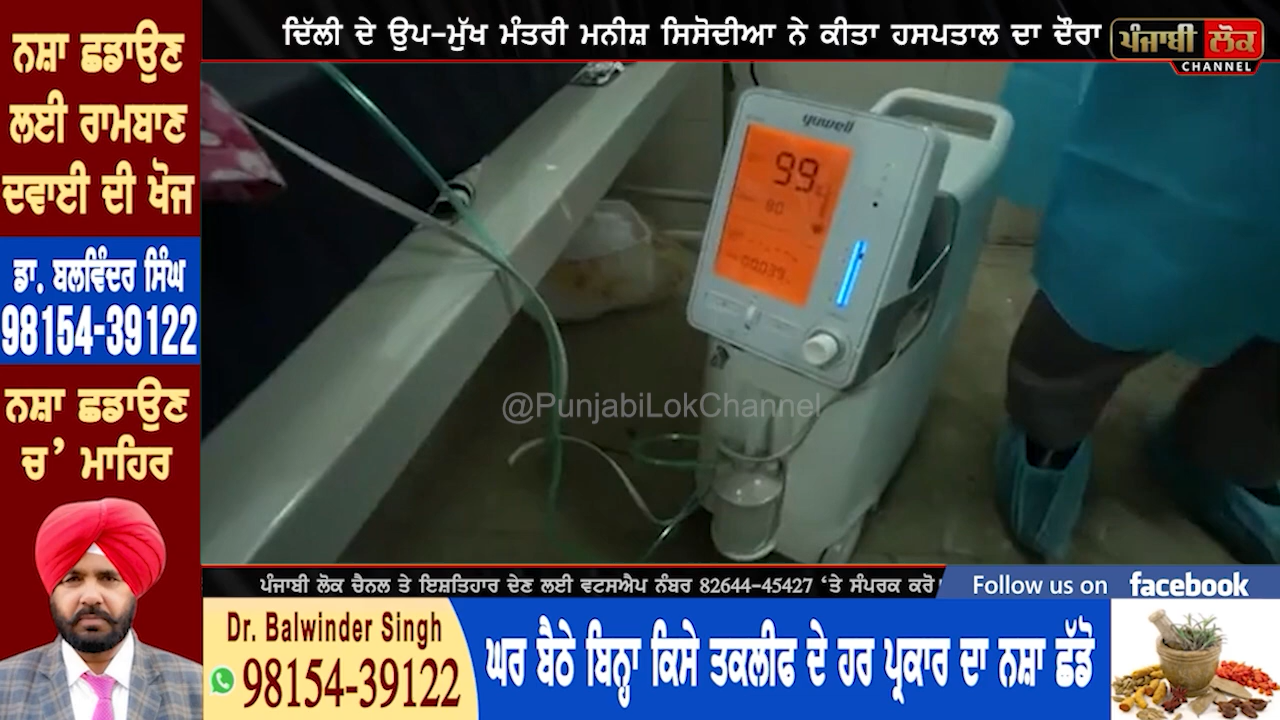 ਦਿੱਲੀ ਦੇ ਉਪ-ਮੁੱਖ ਮੰਤਰੀ ਮਨੀਸ਼ ਸਿਸੋਦੀਆ ਨੇ ਕੀਤਾ ਹਸਪਤਾਲ ਦਾ ਦੌਰਾ
ਪੰਜਾਬੀ ਲੋਕ
CHANNEL
ਨਸ਼ਾ ਛਡਾਉਣ
ਲਈ ਰਾਮਬਾਣ
ਦਵਾਈ ਦੀ ਖੋਜ
ਡਾ. ਬਲਵਿੰਦਰ ਸਿੰਘ
98154-39122
ਨਸ਼ਾ ਛਡਾਉਣ
ਚ' ਮਾਹਿਰ
yuwell
99
80
@PunjabiLokChannel
ਪੰਜਾਬੀ ਲੋਕ ਚੈਨਲ ਤੇ ਇਸ਼ਤਿਹਾਰ ਦੇਣ ਲਈ ਵਟਸਐਪ ਨੰਬਰ 82644-45427 'ਤੇ ਸੰਪਰਕ ਕਰੋ
Follow us on facebook
Dr. Balwinder Singh
98154-39122
ਘਰ ਬੈਠੇ ਬਿਨ੍ਹਾ ਕਿਸੇ ਤਕਲੀਫ ਦੇ ਹਰ ਪ੍ਰਕਾਰ ਦਾ ਨਸ਼ਾ ਛੱਡੋ